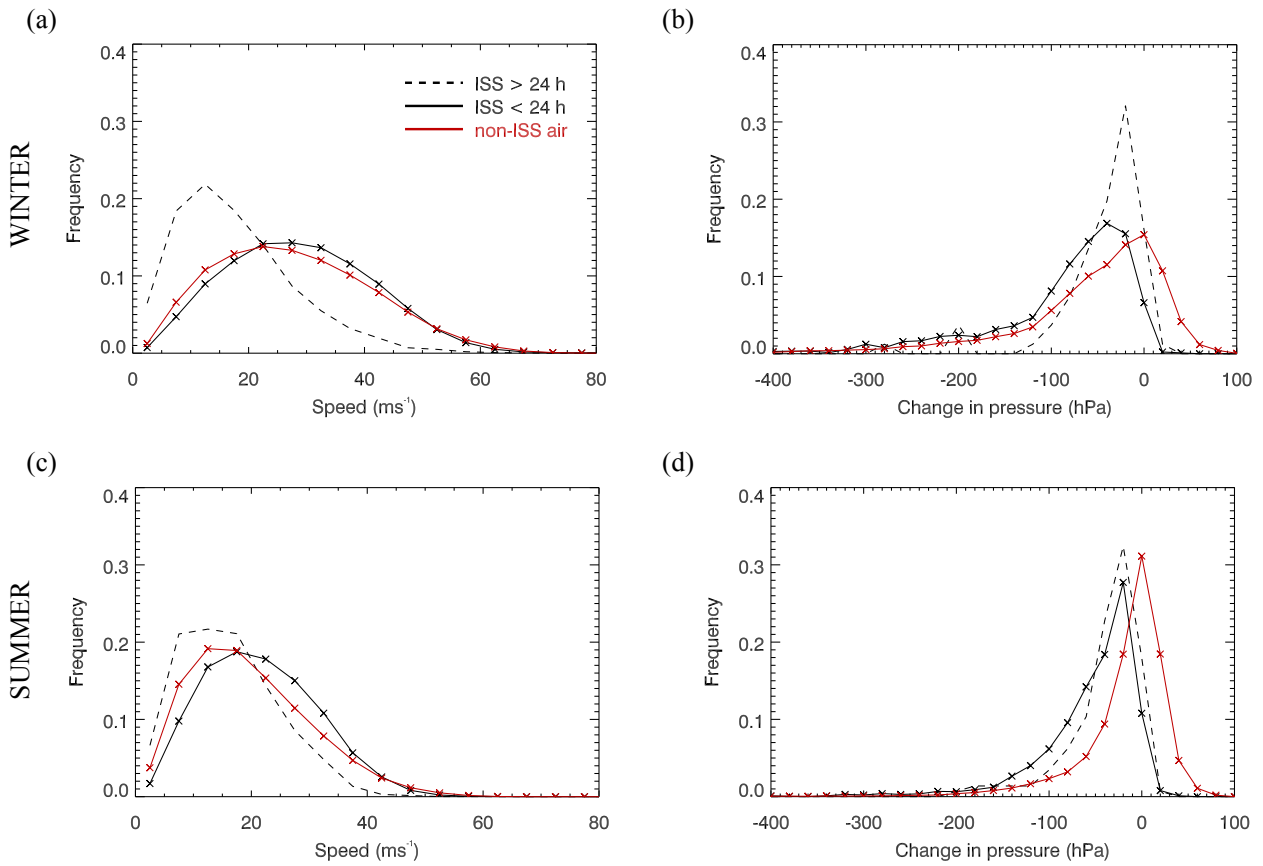 (a)
(b)
WINTER
Frequency
0.4
0.3
0.2
0.1
0.0
0
20
40
60
80
Speed (ms⁻¹)
ISS > 24 h
ISS < 24 h
non-ISS air
Frequency
0.4
0.3
0.2
0.1
0.0
-400
-300
-200
-100
0
100
Change in pressure (hPa)
(c)
(d)
SUMMER
Frequency
0.4
0.3
0.2
0.1
0.0
0
20
40
60
80
Speed (ms⁻¹)
Frequency
0.4
0.3
0.2
0.1
0.0
-400
-300
-200
-100
0
100
Change in pressure (hPa)